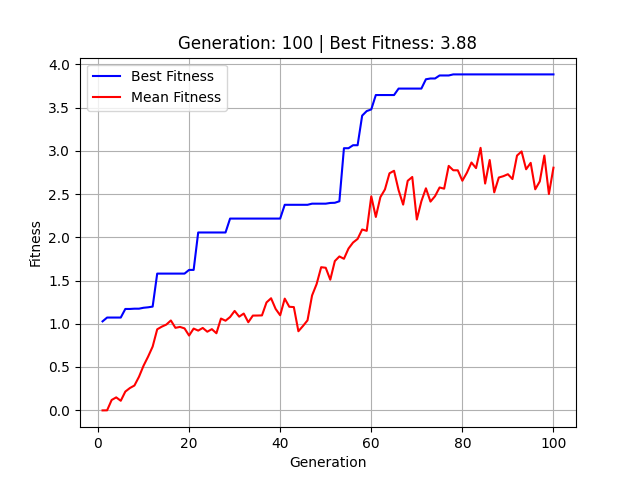 Generation: 100 | Best Fitness: 3.88
Best Fitness
Mean Fitness
4.0
3.5
3.0
2.5
2.0
1.5
1.0
0.5
0.0
Fitness
0 20 40 60 80 100
Generation